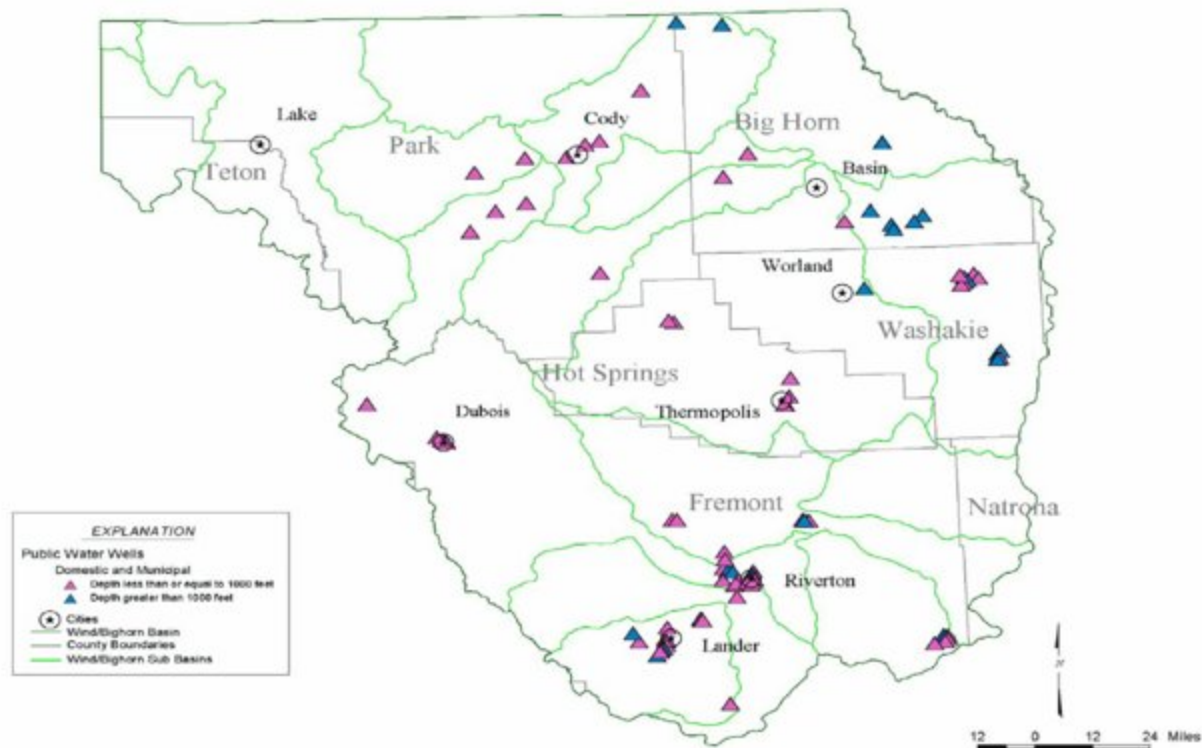 Lake
Cody
Park
Big Horn
Teton
Basin
Worland
Washakie
Hot Springs
Dubois
Thermopolis
Fremont
Natrona
Riverton
Lander
EXPLANATION
Public Water Wells
Domestic and Municipal
Depth less than or equal to 1000 feet
Depth greater than 1000 feet
Cities
Wind/Bighorn Basin
County Boundaries
Wind/Bighorn Sub Basins
12 0 12 24 Miles